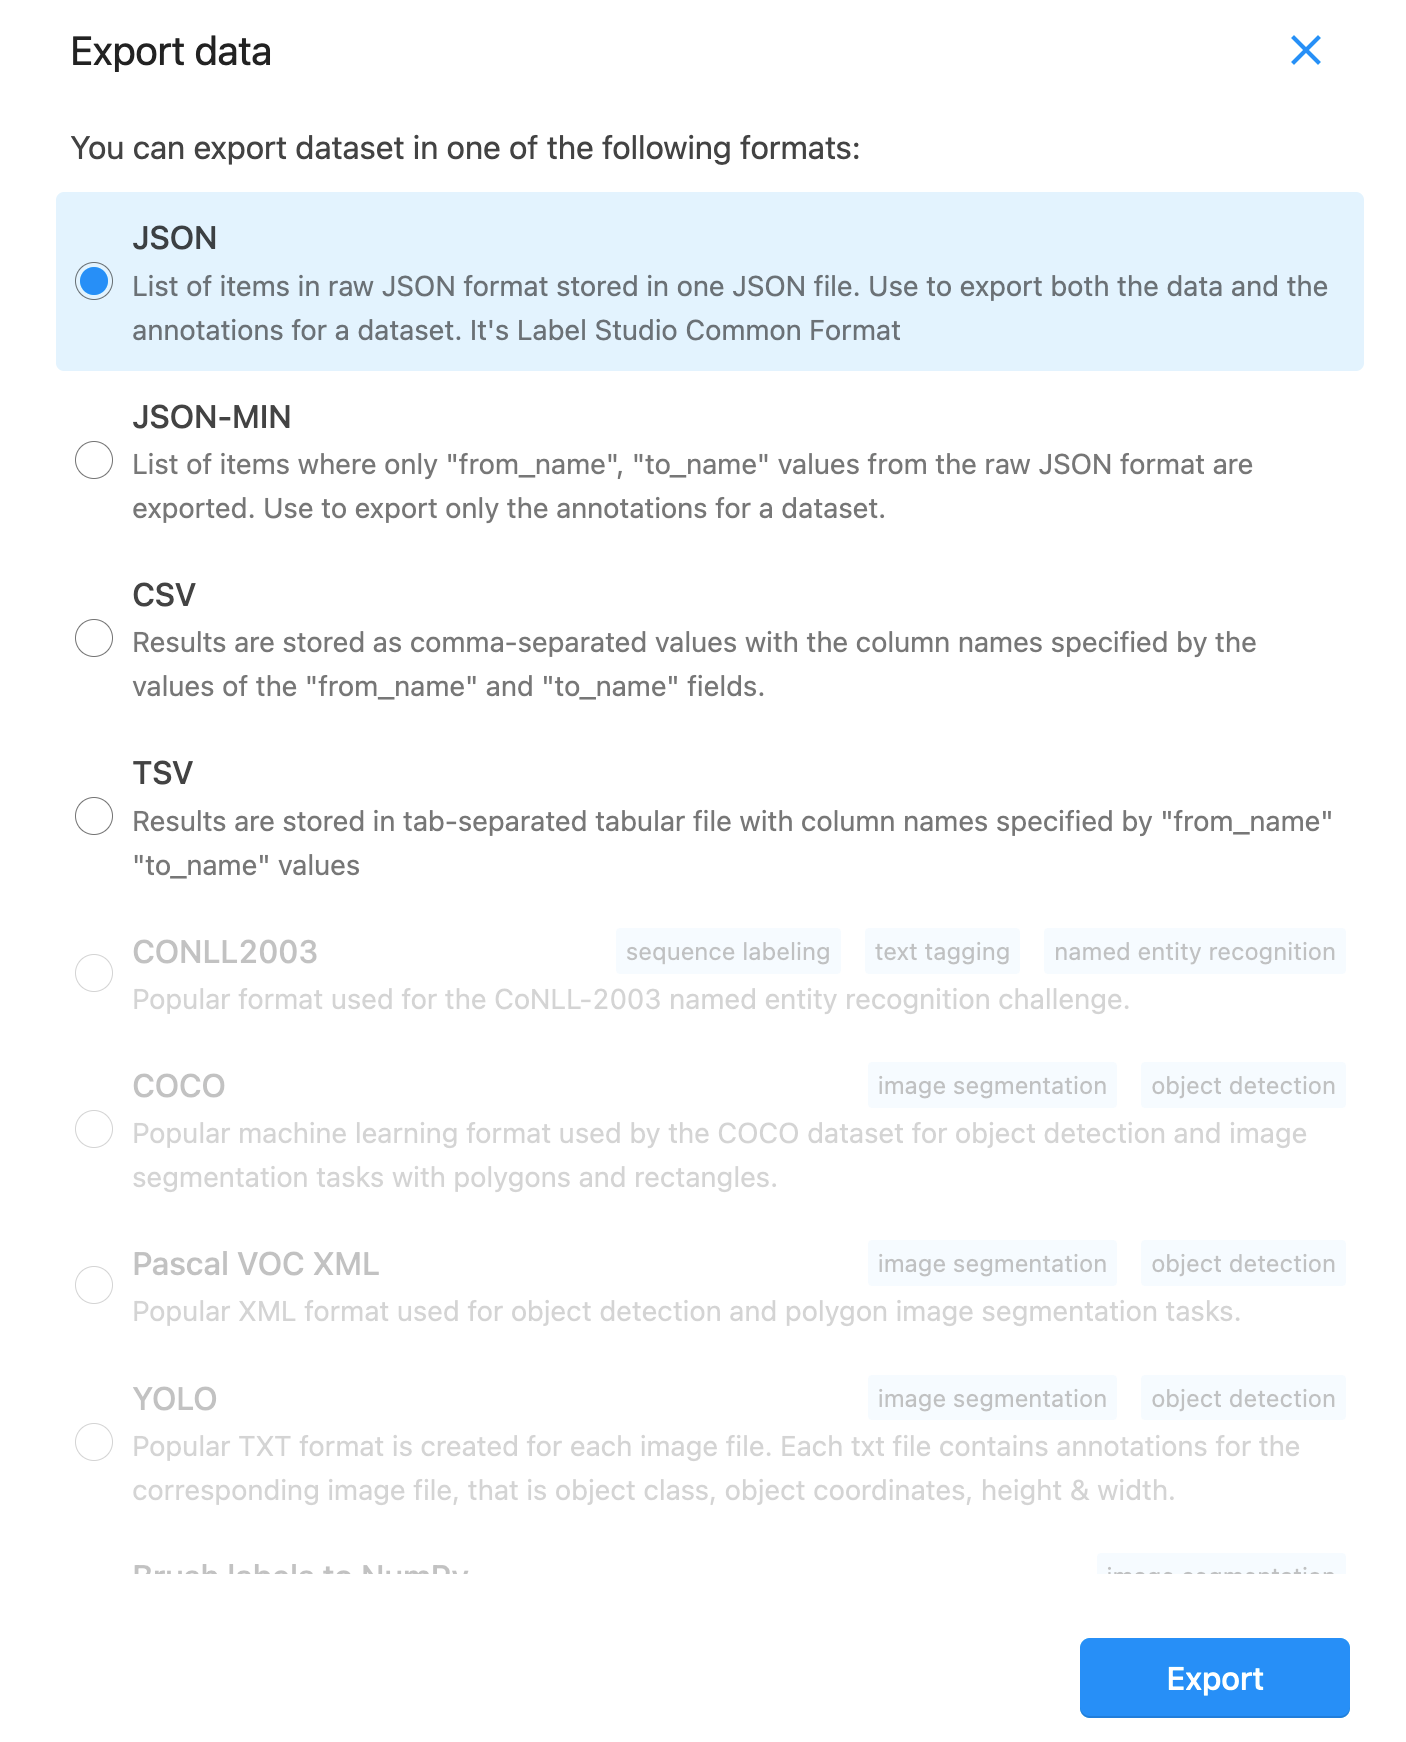 Export data
You can export dataset in one of the following formats:
JSON
List of items in raw JSON format stored in one JSON file. Use to export both the data and the
annotations for a dataset. It's Label Studio Common Format
JSON-MIN
List of items where only "from_name", "to_name" values from the raw JSON format are
exported. Use to export only the annotations for a dataset.
CSV
Results are stored as comma-separated values with the column names specified by the
values of the "from_name" and "to_name" fields.
TSV
Results are stored in tab-separated tabular file with column names specified by "from_name"
"to_name" values
CONLL2003 sequence labeling text tagging named entity recognition
Popular format used for the CoNLL-2003 named entity recognition challenge.
COCO image segmentation object detection
Popular machine learning format used by the COCO dataset for object detection and image
segmentation tasks with polygons and rectangles.
Pascal VOC XML image segmentation object detection
Popular XML format used for object detection and polygon image segmentation tasks.
YOLO image segmentation object detection
Popular TXT format is created for each image file. Each txt file contains annotations for the
corresponding image file, that is object class, object coordinates, height & width.
Brush labels to NumPy image segmentation
Export